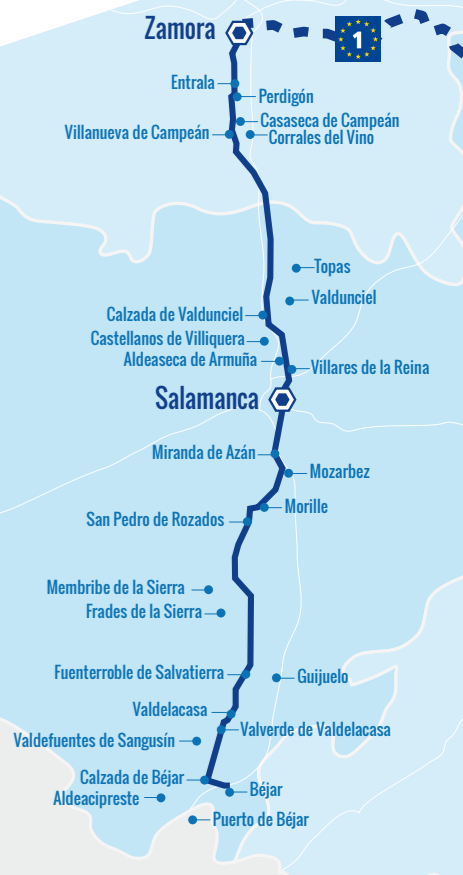 Zamora
1
Entrala
Perdigón
Casaseca de Campeán
Villanueva de Campeán
Corrales del Vino
Topas
Valdunciel
Calzada de Valdunciel
Castellanos de Villiquera
Aldeaseca de Armuña
Villares de la Reina
Salamanca
Miranda de Azán
Mozarbez
Morille
San Pedro de Rozados
Membribe de la Sierra
Frades de la Sierra
Fuenterroble de Salvatierra
Guijuelo
Valdelacasa
Valverde de Valdelacasa
Valdefuentes de Sangusín
Calzada de Béjar
Béjar
Aldeacipreste
Puerto de Béjar